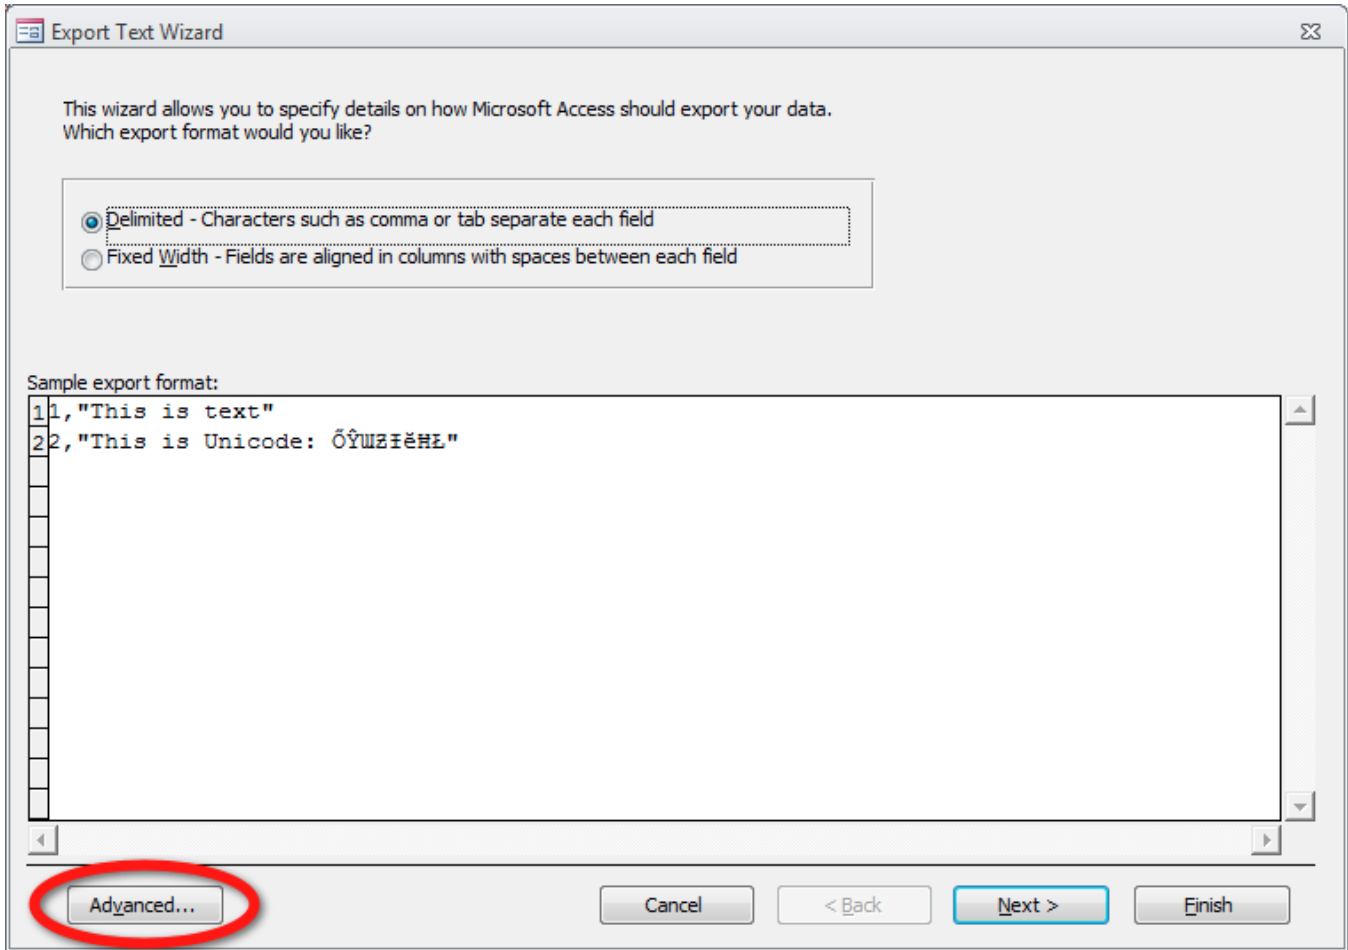 Export Text Wizard
This wizard allows you to specify details on how Microsoft Access should export your data.
Which export format would you like?
Delimited - Characters such as comma or tab separate each field
Fixed Width - Fields are aligned in columns with spaces between each field
Sample export format:
1 1,"This is text"
2 2,"This is Unicode: ŐŶƜƵƗĕĦŁ"
Advanced...
Cancel
< Back
Next >
Finish